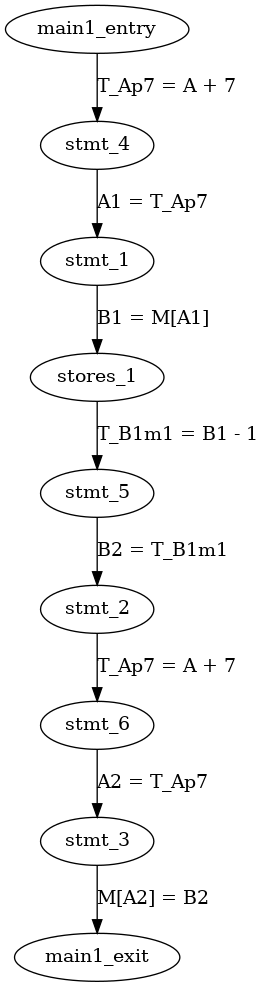 main1_entry
T_Ap7 = A + 7
stmt_4
A1 = T_Ap7
stmt_1
B1 = M[A1]
stores_1
T_B1m1 = B1 - 1
stmt_5
B2 = T_B1m1
stmt_2
T_Ap7 = A + 7
stmt_6
A2 = T_Ap7
stmt_3
M[A2] = B2
main1_exit